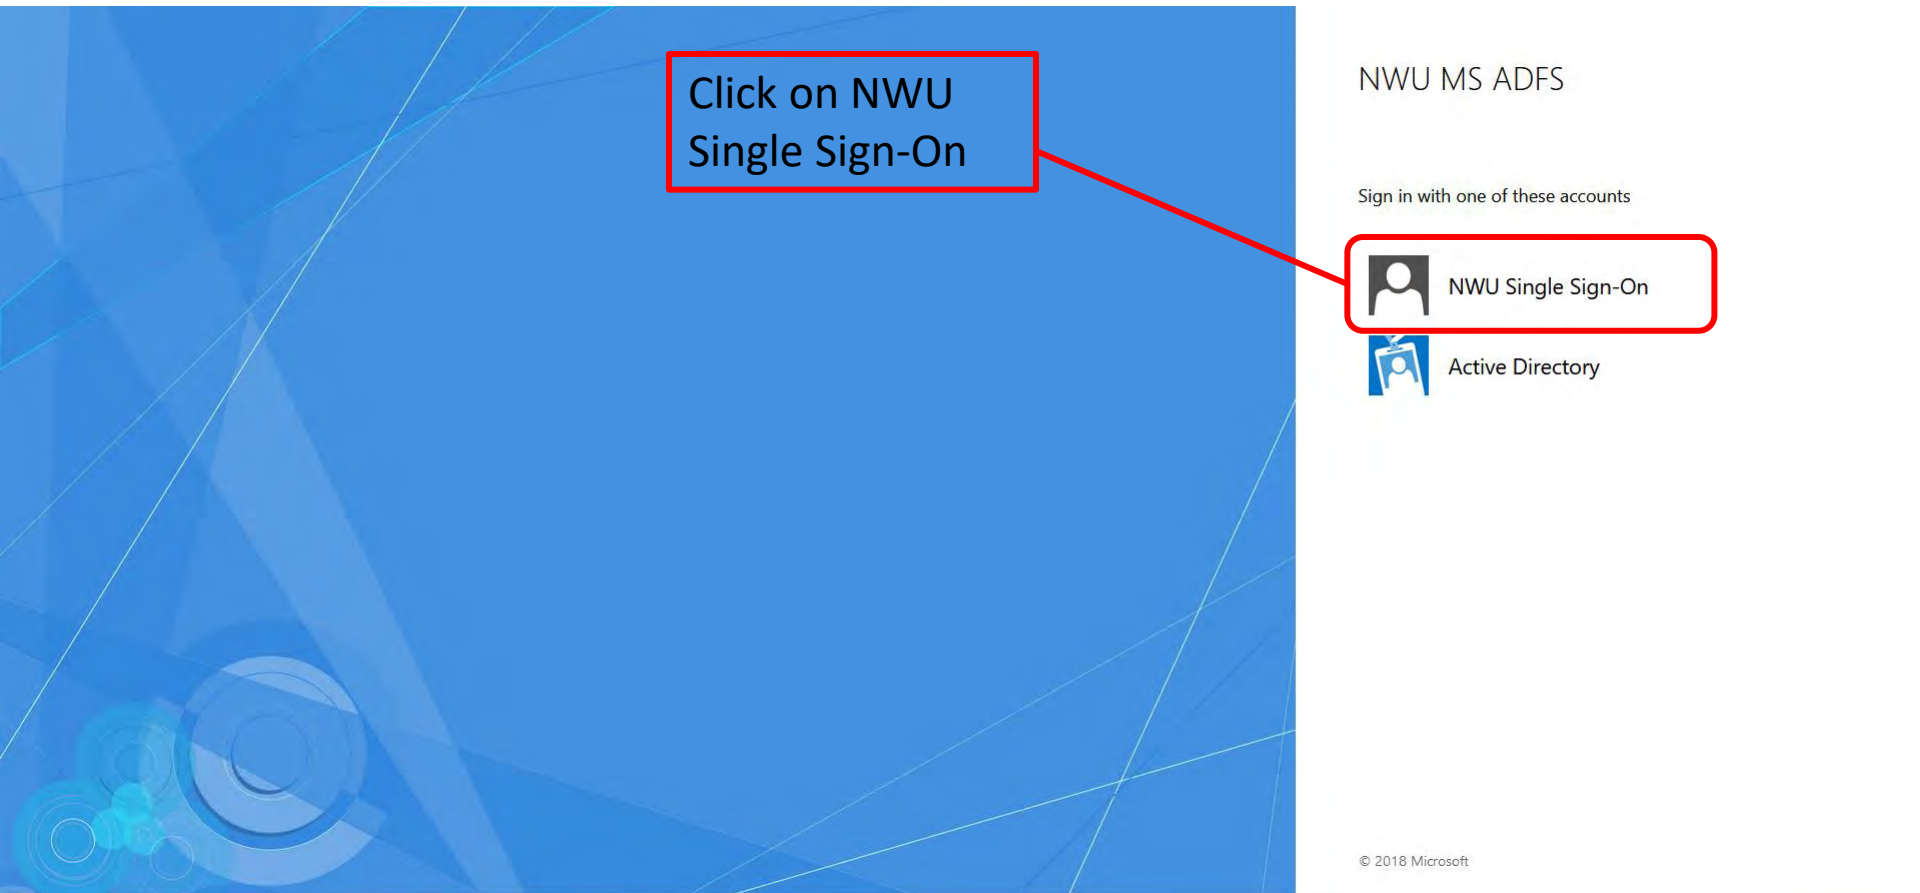 Click on NWU
Single Sign-On
NWU MS ADFS
Sign in with one of these accounts
NWU Single Sign-On
Active Directory
© 2018 Microsoft